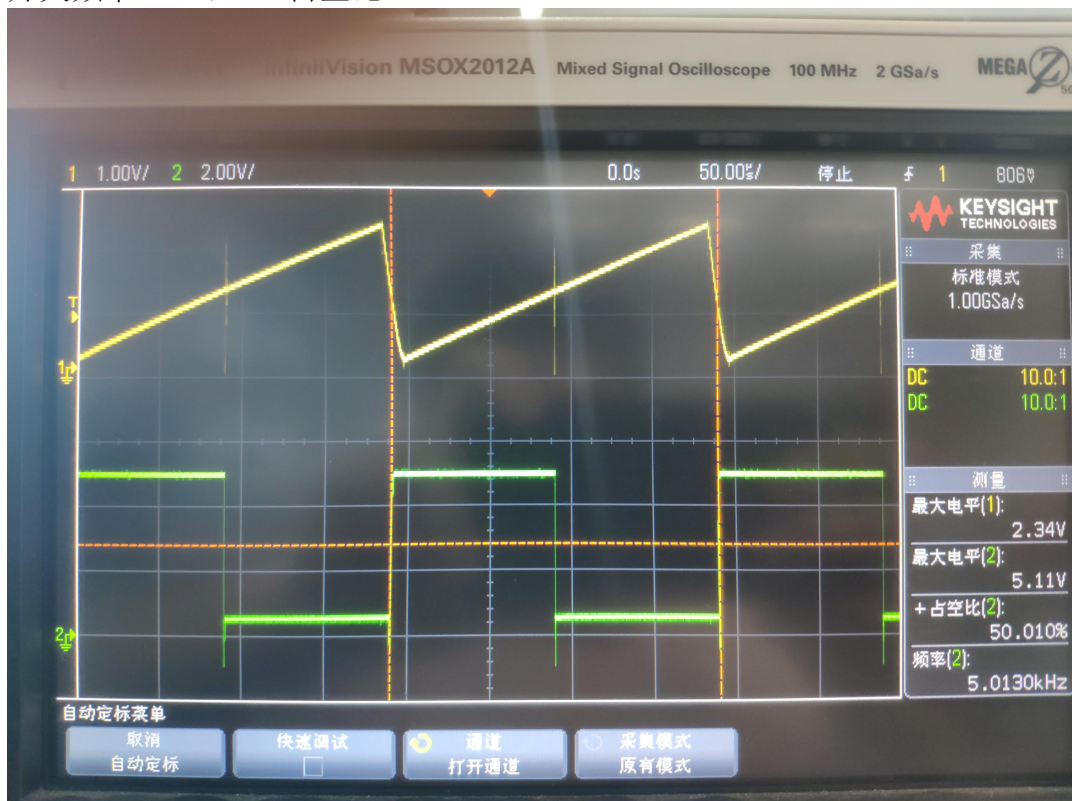 InfiniiVision MSOX2012A Mixed Signal Oscilloscope 100 MHz 2 GSa/s MEGA Z
1 1.00V/ 2 2.00V/ 0.0s 50.00㎲/ 停止 1 806mV
KEYSIGHT
TECHNOLOGIES
采集
标准模式
1.00GSa/s
通道
DC 10.0:1
DC 10.0:1
测量
最大电平(1):
2.34V
最大电平(2):
5.11V
+占空比(2):
50.010%
频率(2):
5.0130kHz
T
1
2
自动定标菜单
取消
自动定标
快速调试
通道
打开通道
采集模式
原有模式